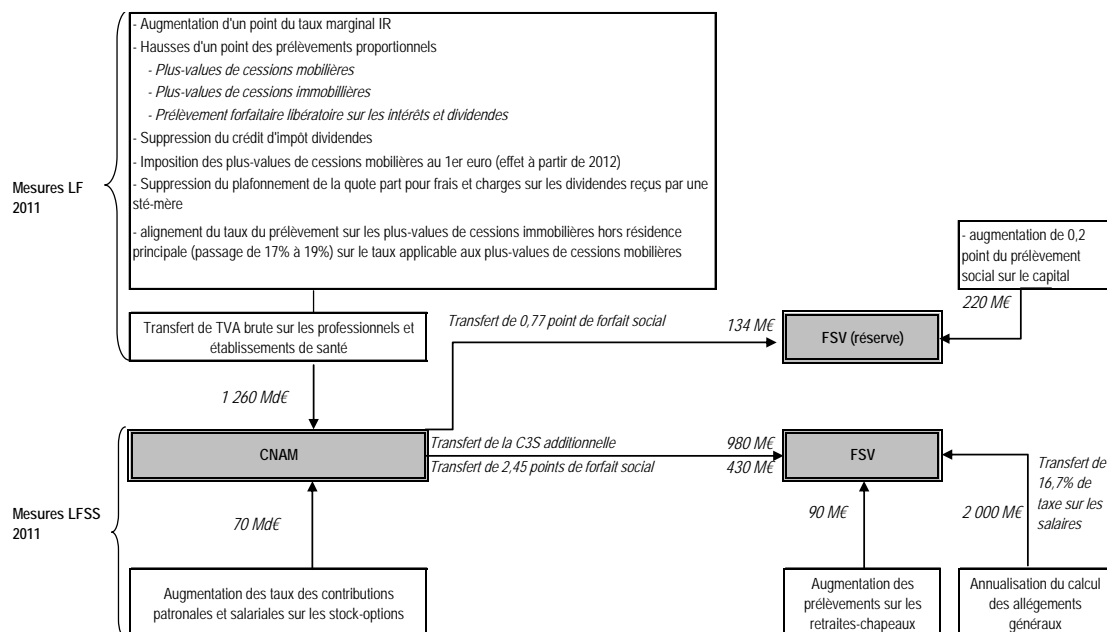 - Augmentation d'un point du taux marginal IR
- Hausses d'un point des prélèvements proportionnels
- Plus-values de cessions mobilières
- Plus-values de cessions immobillières
- Prélèvement forfaitaire libératoire sur les intérêts et dividendes
- Suppression du crédit d'impôt dividendes
- Imposition des plus-values de cessions mobilières au 1er euro (effet à partir de 2012)
- Suppression du plafonnement de la quote part pour frais et charges sur les dividendes reçus par une
sté-mère
- alignement du taux du prélèvement sur les plus-values de cessions immobilières hors résidence
principale (passage de 17% à 19%) sur le taux applicable aux plus-values de cessions mobilières
Mesures LF
2011
- augmentation de 0,2
point du prélèvement
social sur le capital
220 M€
Transfert de TVA brute sur les professionnels et
établissements de santé
Transfert de 0,77 point de forfait social
134 M€
FSV (réserve)
1 260 Md€
CNAM
Transfert de la C3S additionnelle
980 M€
Transfert de 2,45 points de forfait social
430 M€
FSV
Transfert de
16,7% de
taxe sur les
salaires
Mesures LFSS
2011
70 Md€
90 M€
2 000 M€
Augmentation des taux des contributions
patronales et salariales sur les stock-options
Augmentation des
prélèvements sur les
retraites-chapeaux
Annualisation du calcul
des allégements
généraux